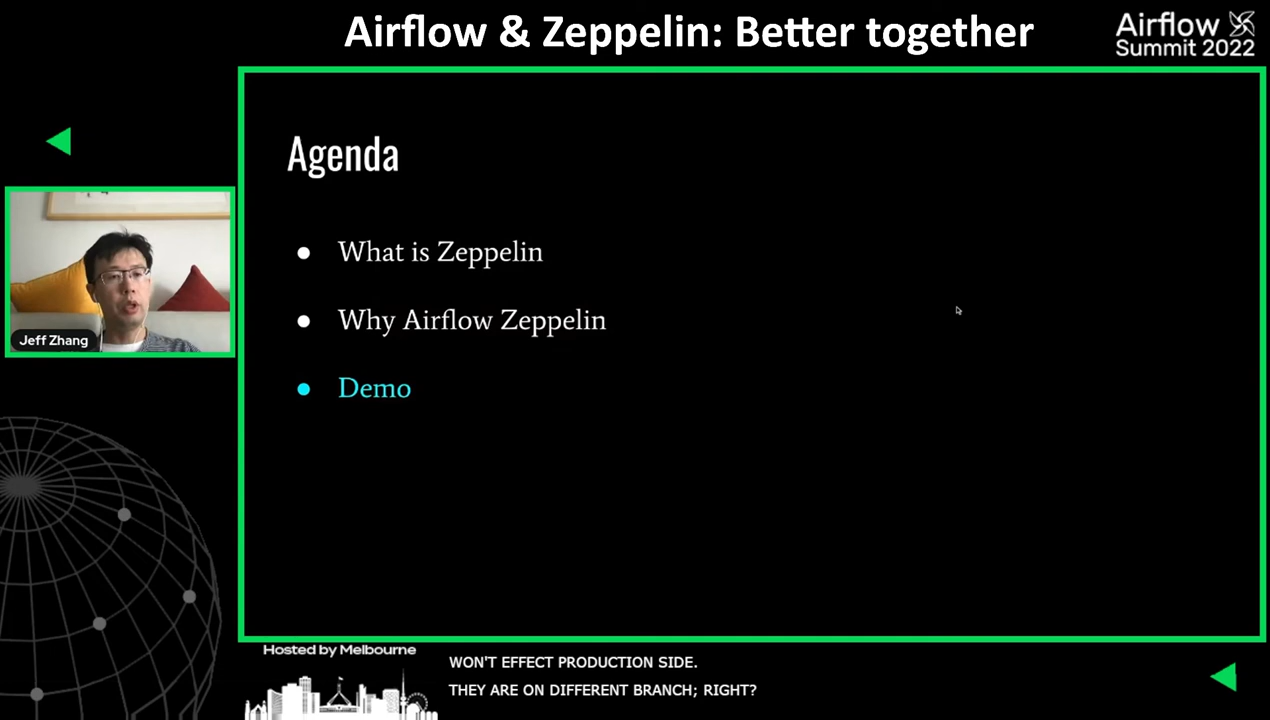 Airflow & Zeppelin: Better together
Airflow
Summit 2022
Agenda
● What is Zeppelin
● Why Airflow Zeppelin
● Demo
Jeff Zhang
Hosted by Melbourne
WON'T EFFECT PRODUCTION SIDE.
THEY ARE ON DIFFERENT BRANCH; RIGHT?